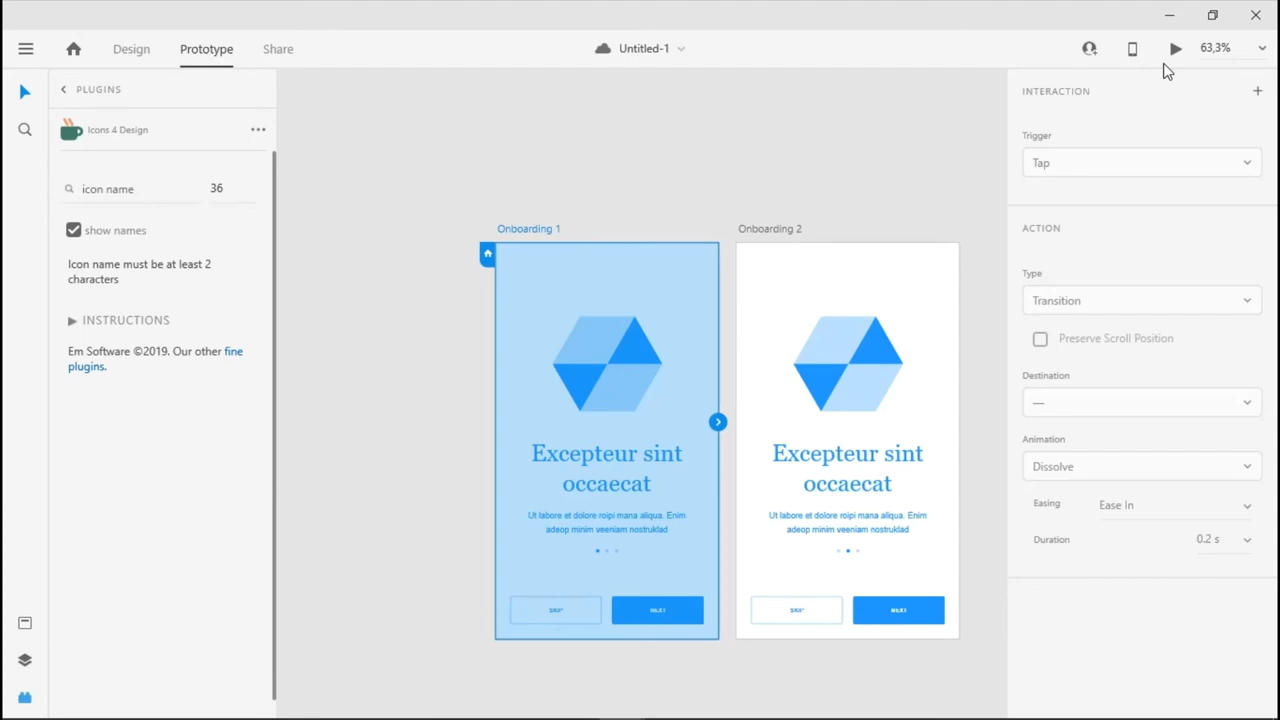 Design
Prototype
Share
Untitled-1
63,3%
PLUGINS
Icons 4 Design
icon name
36
show names
Icon name must be at least 2
characters
INSTRUCTIONS
Em Software ©2019. Our other fine
plugins.
Onboarding 1
Excepteur sint
occaecat
Ut labore et dolore roipi mana aliqua. Enim
adeop minim veeniam nostruklad
SKIP
NEXT
Onboarding 2
Excepteur sint
occaecat
Ut labore et dolore roipi mana aliqua. Enim
adeop minim veeniam nostruklad
SKIP
NEXT
INTERACTION
Trigger
Tap
ACTION
Type
Transition
Preserve Scroll Position
Destination
—
Animation
Dissolve
Easing
Ease In
Duration
0.2 s